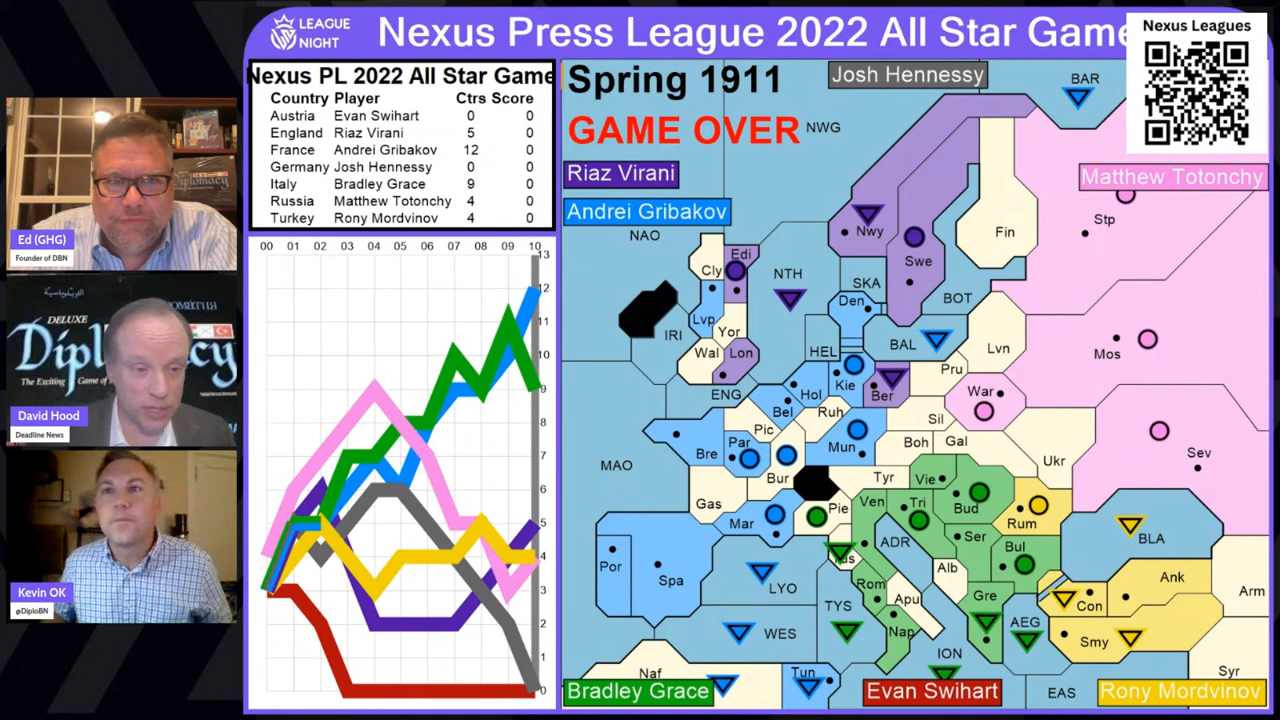 LEAGUE
NIGHT
Nexus Press League 2022 All Star Game
Nexus Leagues
Nexus PL 2022 All Star Game
Country Player Ctrs Score
Austria Evan Swihart 0 0
England Riaz Virani 5 0
France Andrei Gribakov 12 0
Germany Josh Hennessy 0 0
Italy Bradley Grace 9 0
Russia Matthew Totonchy 4 0
Turkey Rony Mordvinov 4 0
00 01 02 03 04 05 06 07 08 09 10
13
12
11
10
9
8
7
6
5
4
3
2
1
0
Diplomacy
Ed (GHG)
Founder of DBN
DELUXE
The Exciting Game of
David Hood
Deadline News
Kevin OK
@DiploBN
Spring 1911
GAME OVER
Josh Hennessy
Riaz Virani
Andrei Gribakov
Matthew Totonchy
Bradley Grace
Evan Swihart
Rony Mordvinov
BAR
NWG
NAO
Edi
Cly
NTH
Nwy
Swe
Fin
Stp
SKA
Den
BOT
IRI
Lvp
Yor
Wal
Lon
HEL
BAL
Lvn
Mos
Pru
ENG
Hol
Kie
Ber
War
Bel
Ruh
Sil
Pic
Par
Mun
Boh
Gal
Bre
Bur
Ukr
Sev
MAO
Tyr
Vie
Gas
Ven
Tri
Bud
Rum
Mar
Pie
ADR
Ser
BLA
Bul
Por
Spa
LYO
Rom
Alb
Ank
Arm
Apu
Gre
Con
TYS
AEG
WES
Nap
Smy
ION
Naf
Tun
Syr
EAS